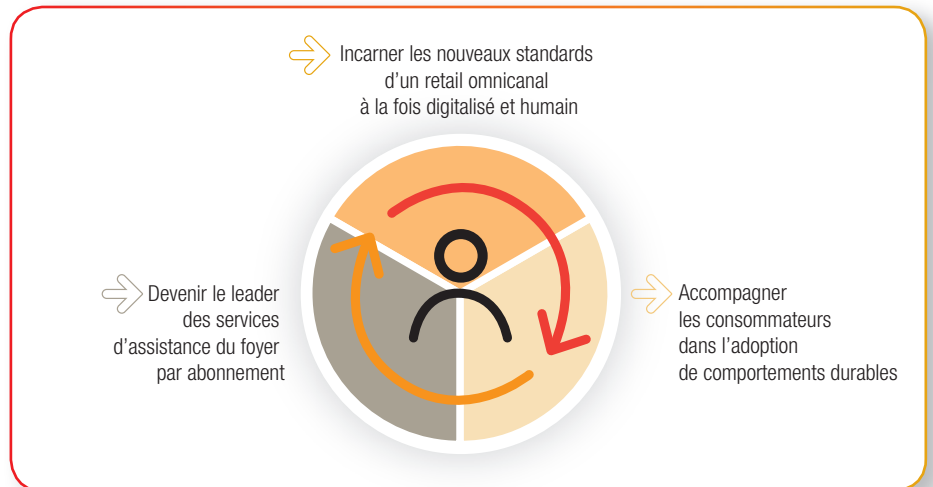 Incarner les nouveaux standards
d’un retail omnicanal
à la fois digitalisé et humain
Devenir le leader
des services
d’assistance du foyer
par abonnement
Accompagner
les consommateurs
dans l’adoption
de comportements durables